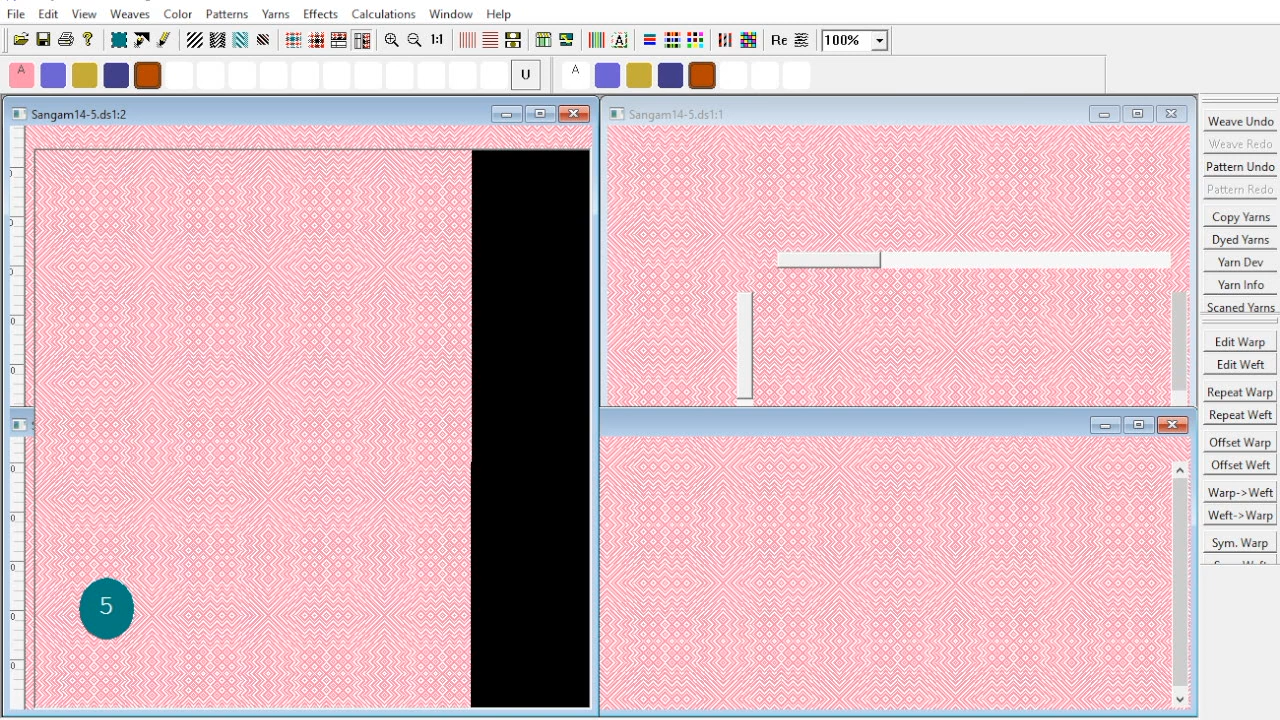 File Edit View Weaves Color Patterns Yarns Effects Calculations Window Help
1:1 Re 100%
A U A
Sangam14-5.ds1:2
Sangam14-5.ds1:1
Weave Undo
Weave Redo
Pattern Undo
Pattern Redo
Copy Yarns
Dyed Yarns
Yarn Dev
Yarn Info
Scaned Yarns
Edit Warp
Edit Weft
Repeat Warp
Repeat Weft
Offset Warp
Offset Weft
Warp->Weft
Weft->Warp
Sym. Warp
5